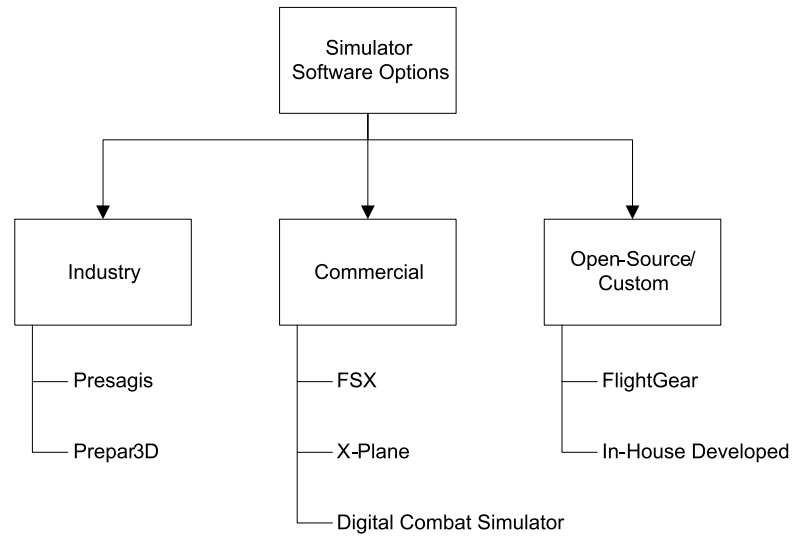 Simulator
Software Options
Industry
Commercial
Open-Source/
Custom
Presagis
FSX
FlightGear
Prepar3D
X-Plane
In-House Developed
Digital Combat Simulator